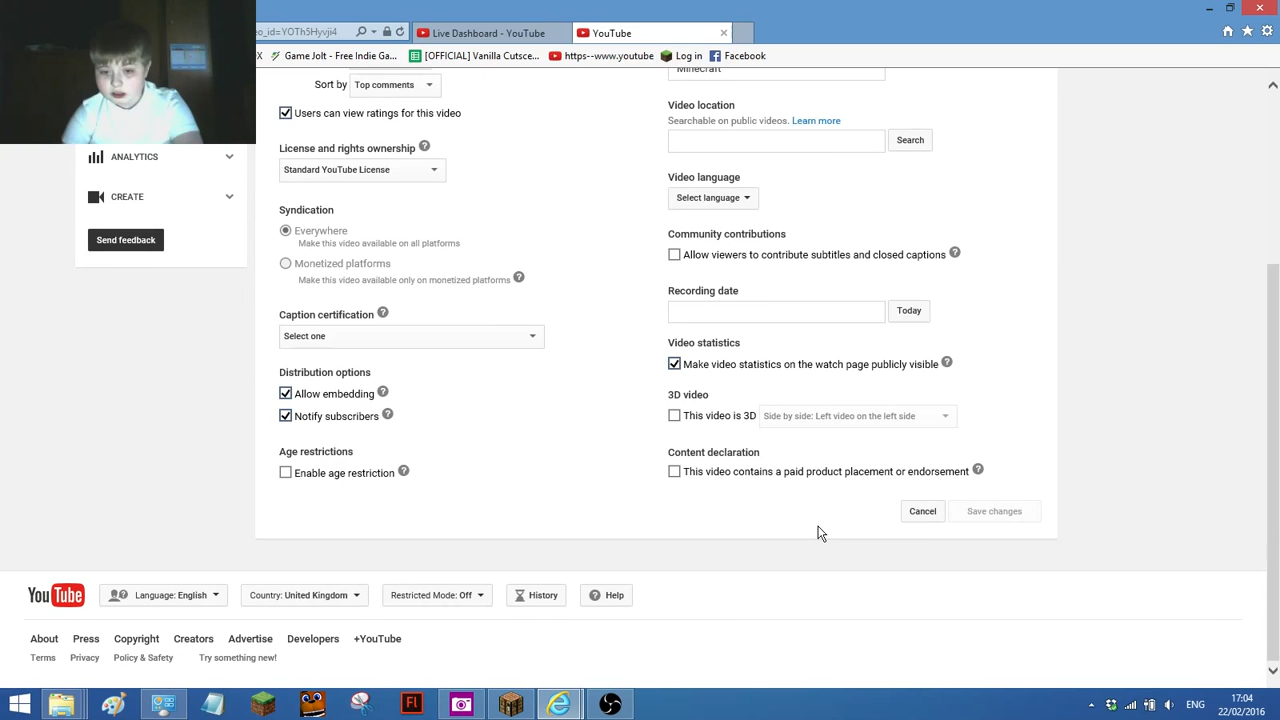 eo_id=YOTh5Hyvji4
Live Dashboard - YouTube
YouTube
X
Game Jolt - Free Indie Ga...
[OFFICIAL] Vanilla Cutsce...
https--www.youtube
Log in
Facebook
Minecraft
Sort by
Top comments
Users can view ratings for this video
License and rights ownership
Standard YouTube License
Syndication
Everywhere
Make this video available on all platforms
Monetized platforms
Make this video available only on monetized platforms
Caption certification
Select one
Distribution options
Allow embedding
Notify subscribers
Age restrictions
Enable age restriction
Video location
Searchable on public videos. Learn more
Search
Video language
Select language
Community contributions
Allow viewers to contribute subtitles and closed captions
Recording date
Today
Video statistics
Make video statistics on the watch page publicly visible
3D video
This video is 3D
Side by side: Left video on the left side
Content declaration
This video contains a paid product placement or endorsement
Cancel
Save changes
ANALYTICS
CREATE
Send feedback
YouTube
Language: English
Country: United Kingdom
Restricted Mode: Off
History
Help
About Press Copyright Creators Advertise Developers +YouTube
Terms Privacy Policy & Safety Try something new!
Fl
ENG
17:04
22/02/2016